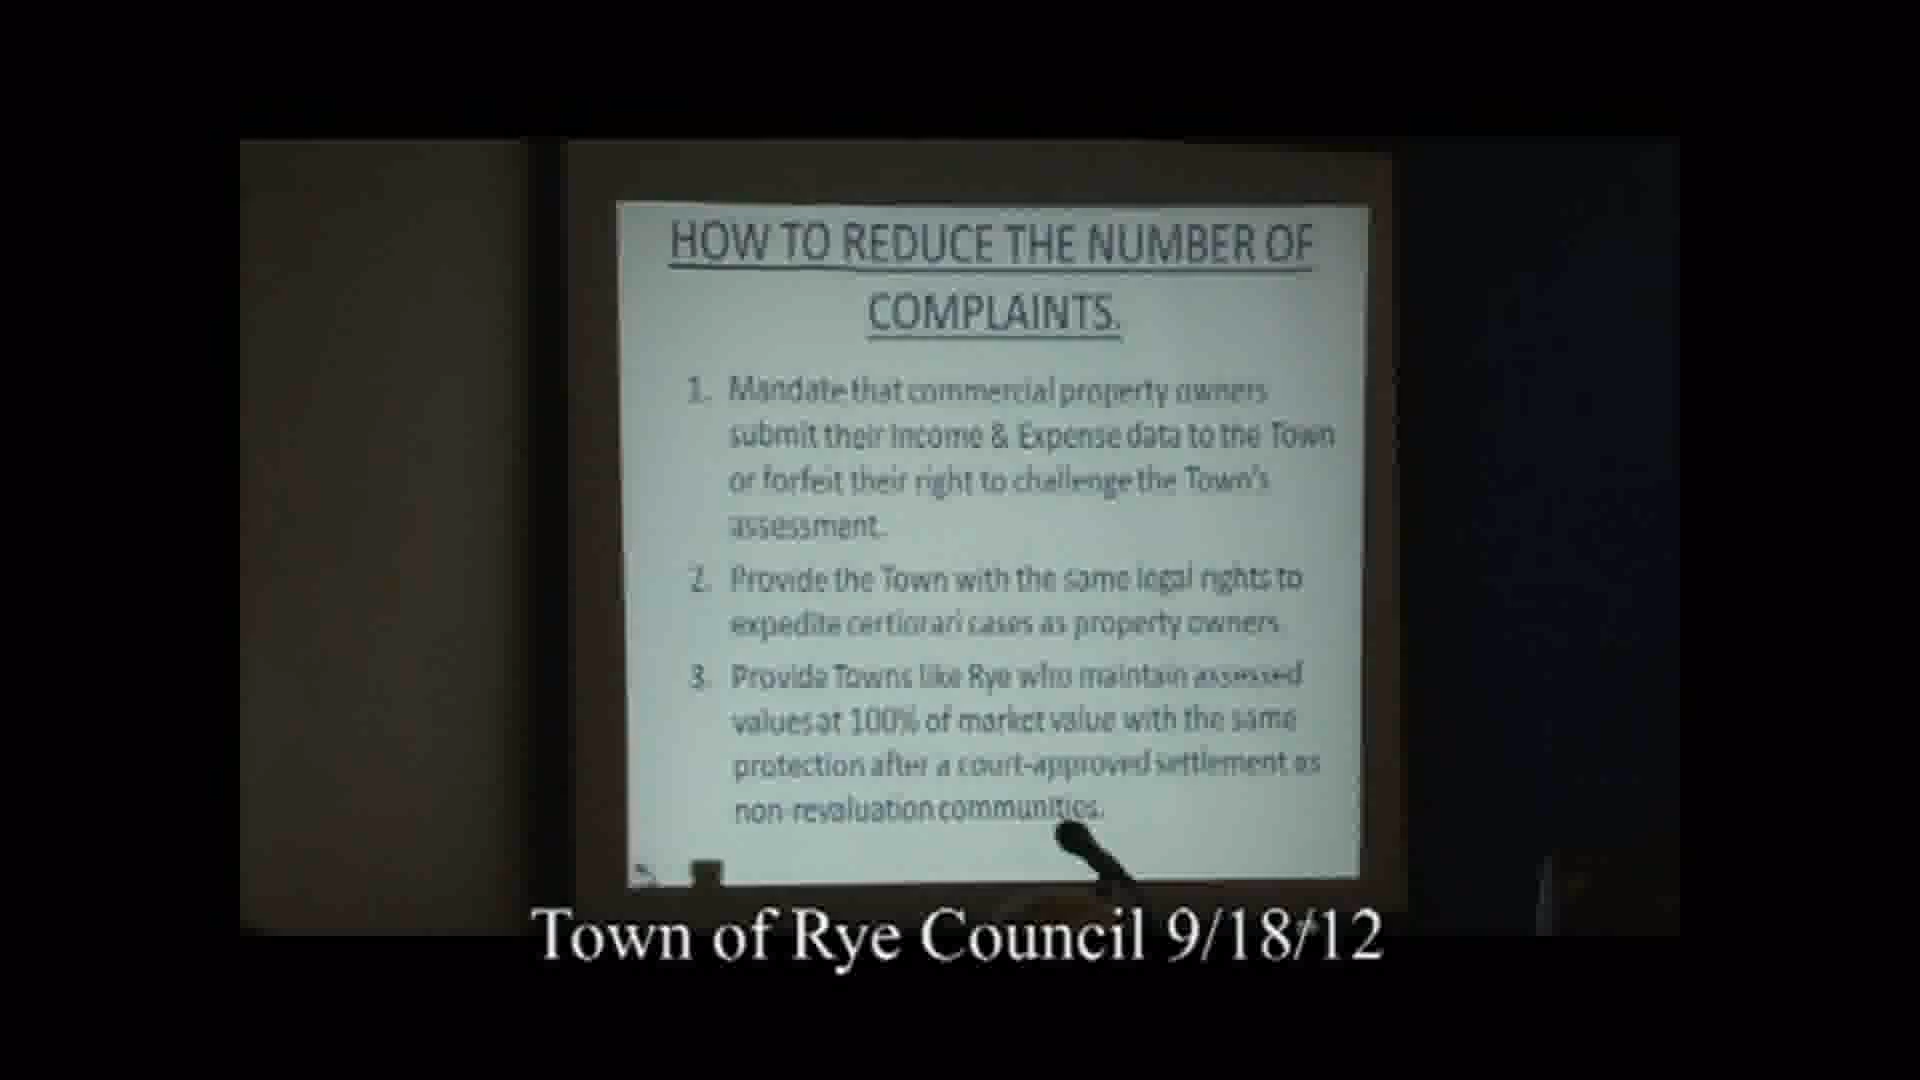 HOW TO REDUCE THE NUMBER OF
COMPLAINTS.
1. Mandate that commercial property owners
submit their Income & Expense data to the Town
or forfeit their right to challenge the Town's
assessment.
2. Provide the Town with the same legal rights to
expedite certiorari cases as property owners.
3. Provide Towns like Rye who maintain assessed
values at 100% of market value with the same
protection after a court-approved settlement as
non-revaluation communities.
Town of Rye Council 9/18/12